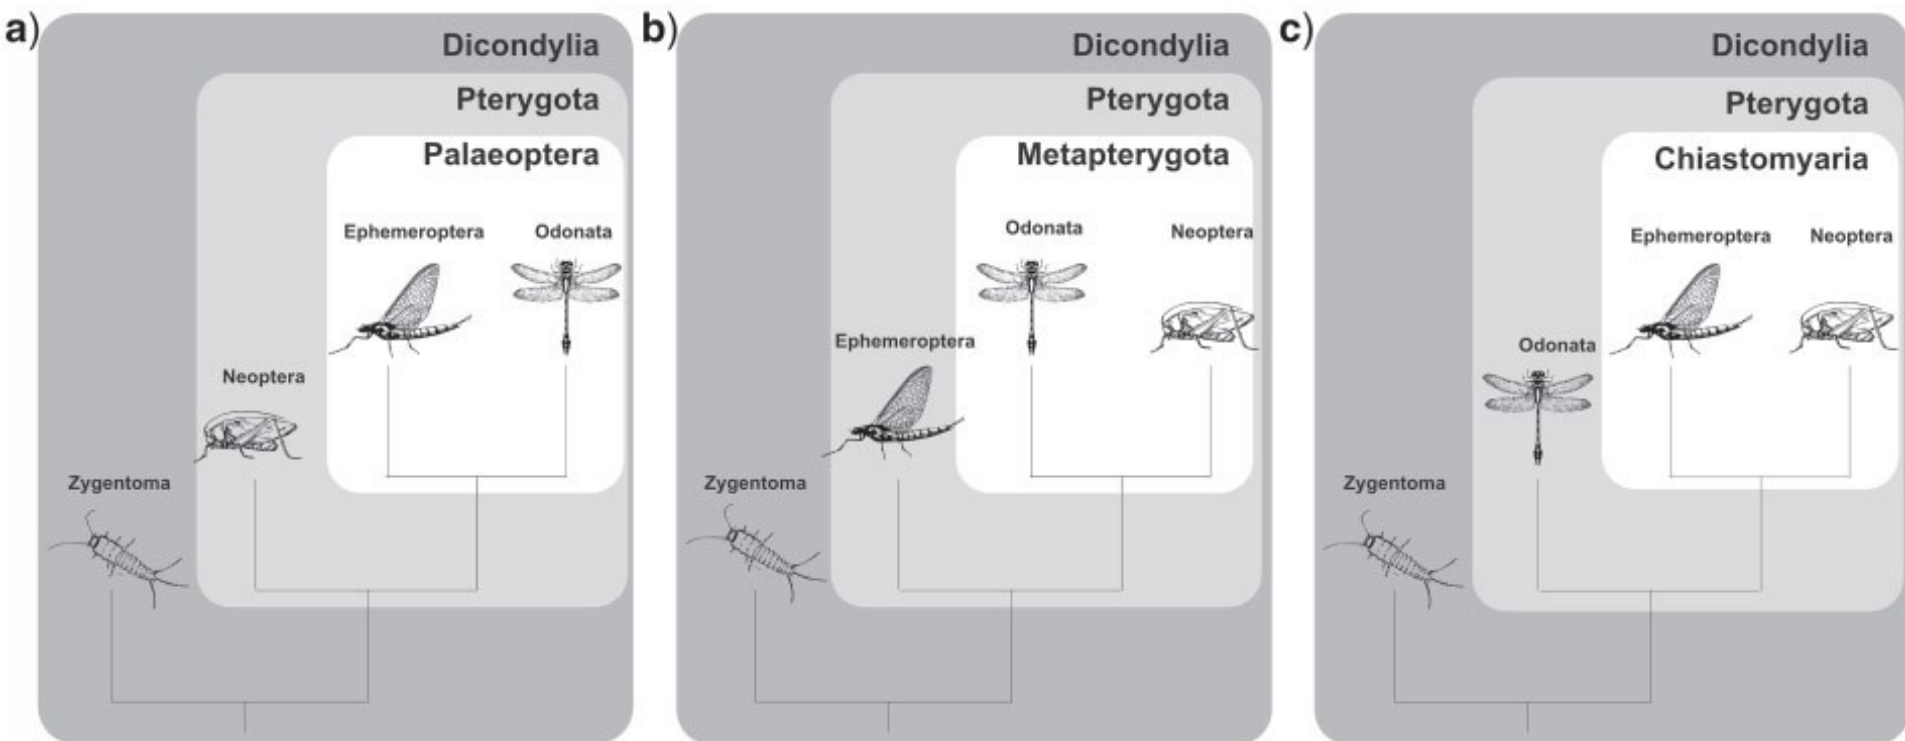 a)
Dicondylia
Pterygota
Palaeoptera
Ephemeroptera
Odonata
Neoptera
Zygentoma
b)
Dicondylia
Pterygota
Metapterygota
Odonata
Neoptera
Ephemeroptera
Zygentoma
c)
Dicondylia
Pterygota
Chiastomyaria
Ephemeroptera
Neoptera
Odonata
Zygentoma